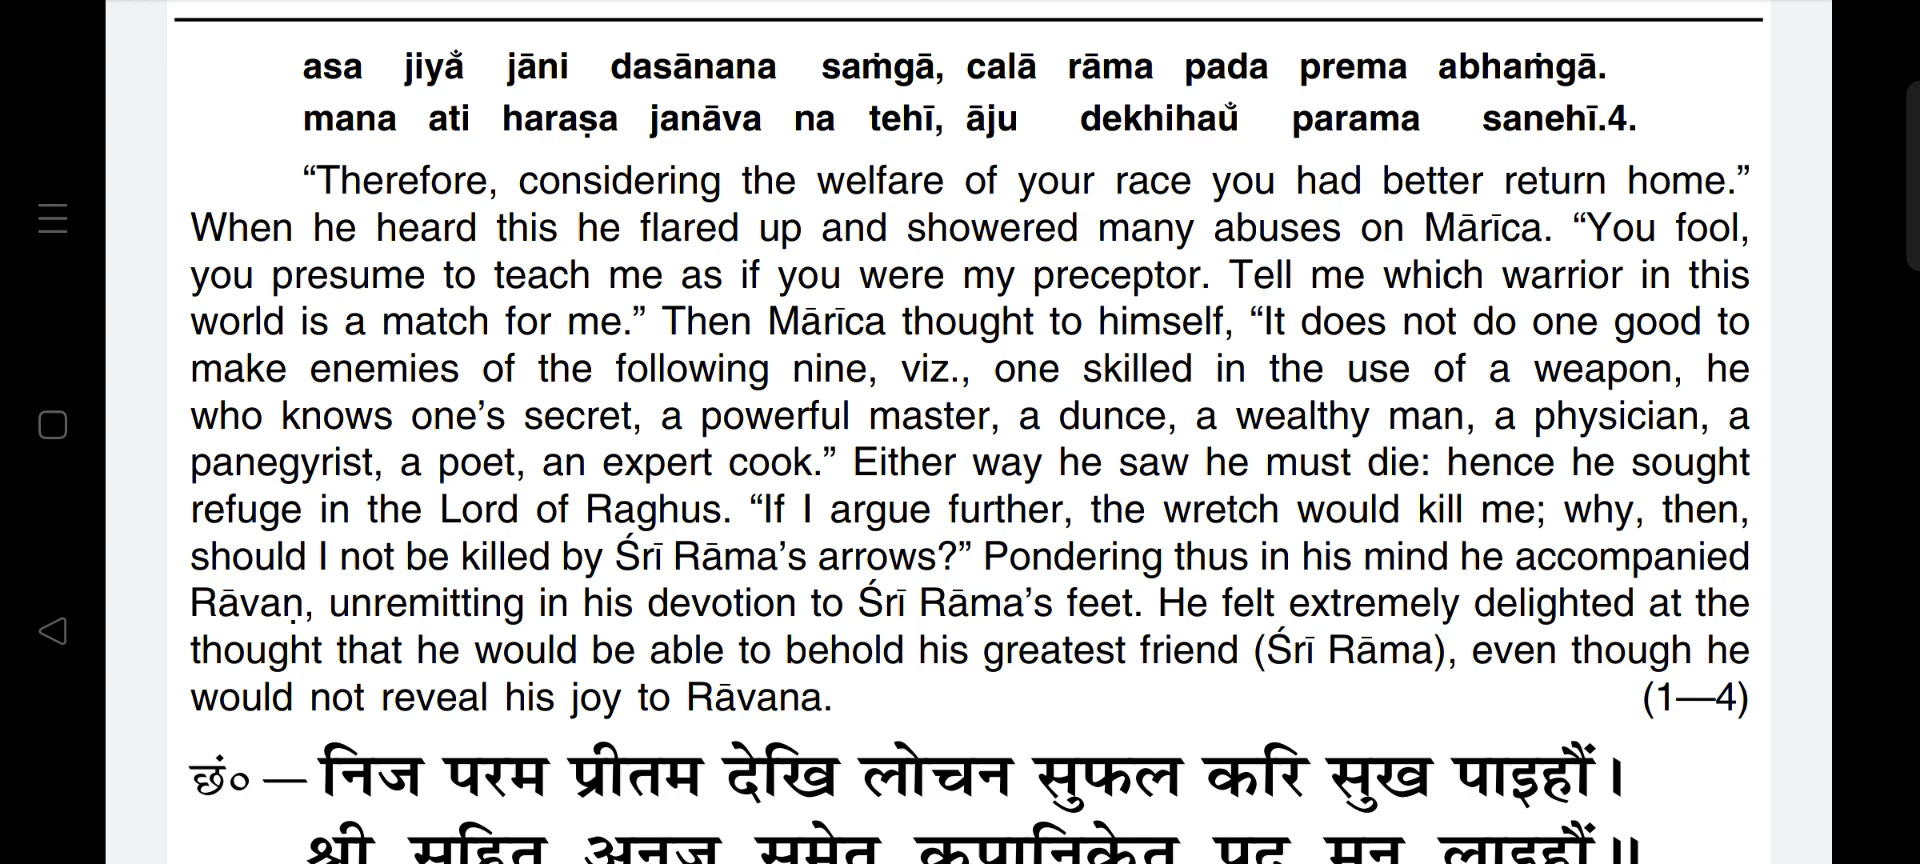 asa jiyå̐ jāni dasānana saṁgā, calā rāma pada prema abhaṁgā.
mana ati haraṣa janāva na tehī, āju dekhihau̐ parama sanehī.4.
“Therefore, considering the welfare of your race you had better return home.”
When he heard this he flared up and showered many abuses on Mārīca. “You fool,
you presume to teach me as if you were my preceptor. Tell me which warrior in this
world is a match for me.” Then Mārīca thought to himself, “It does not do one good to
make enemies of the following nine, viz., one skilled in the use of a weapon, he
who knows one’s secret, a powerful master, a dunce, a wealthy man, a physician, a
panegyrist, a poet, an expert cook.” Either way he saw he must die: hence he sought
refuge in the Lord of Raghus. “If I argue further, the wretch would kill me; why, then,
should I not be killed by Śrī Rāma’s arrows?” Pondering thus in his mind he accompanied
Rāvaṇ, unremitting in his devotion to Śrī Rāma’s feet. He felt extremely delighted at the
thought that he would be able to behold his greatest friend (Śrī Rāma), even though he
would not reveal his joy to Rāvana. (1—4)
छं० — निज परम प्रीतम देखि लोचन सुफल करि सुख पाइहौं।
श्री सहित अनुज समेत कृपानिकेत पद मन लाइहौं॥